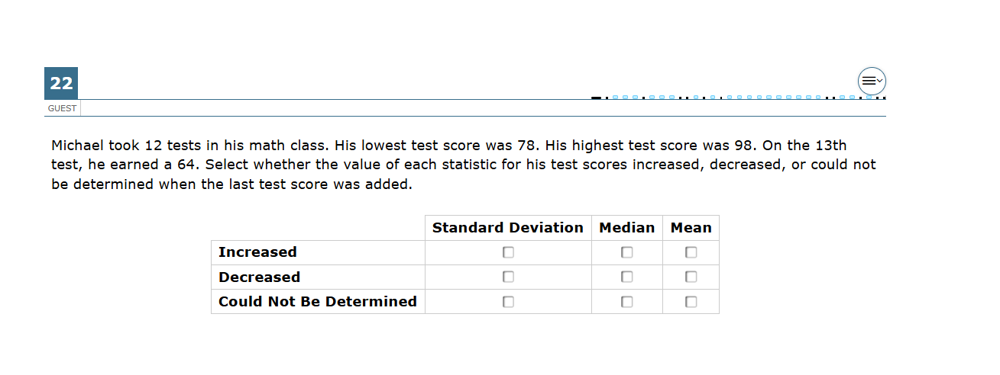 22
GUEST
Michael took 12 tests in his math class. His lowest test score was 78. His highest test score was 98. On the 13th
test, he earned a 64. Select whether the value of each statistic for his test scores increased, decreased, or could not
be determined when the last test score was added.
Standard Deviation Median Mean
Increased
Decreased
Could Not Be Determined